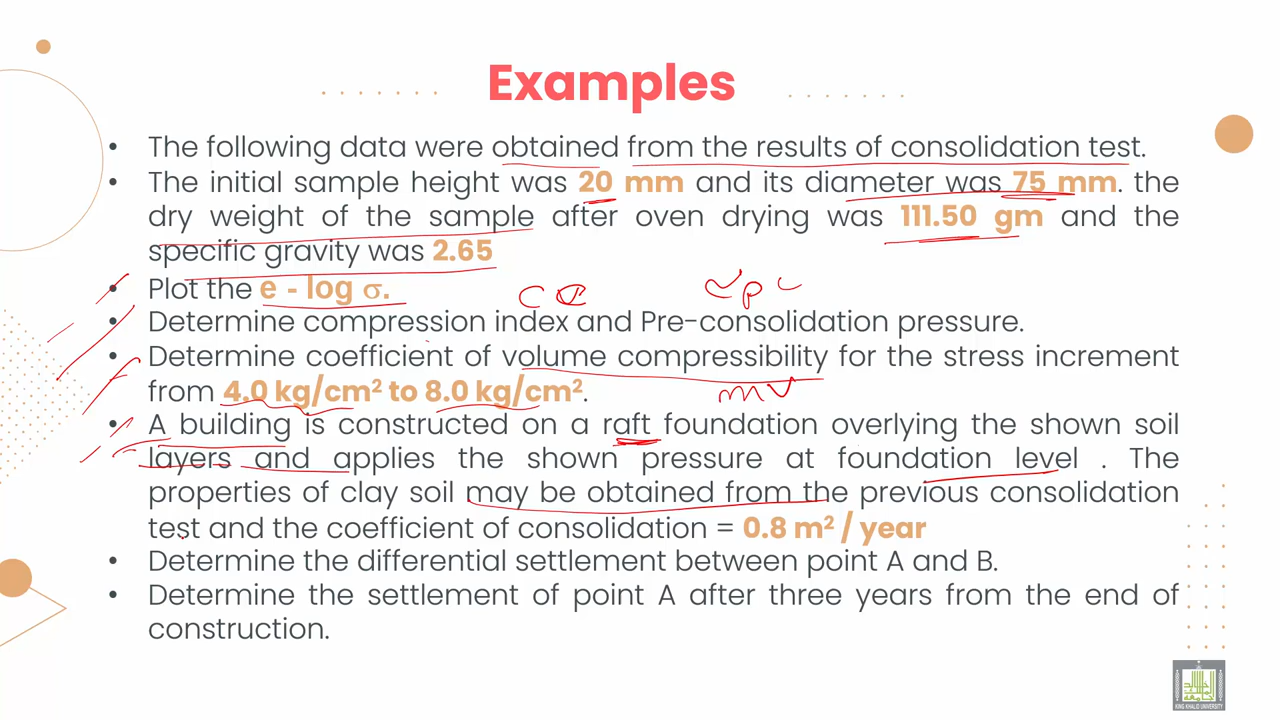 Examples
• The following data were obtained from the results of consolidation test.
• The initial sample height was 20 mm and its diameter was 75 mm. the
dry weight of the sample after oven drying was 111.50 gm and the
specific gravity was 2.65
• Plot the e - log σ.
• Determine compression index and Pre-consolidation pressure.
• Determine coefficient of volume compressibility for the stress increment
from 4.0 kg/cm² to 8.0 kg/cm².
mv
• A building is constructed on a raft foundation overlying the shown soil
layers and applies the shown pressure at foundation level . The
properties of clay soil may be obtained from the previous consolidation
test and the coefficient of consolidation = 0.8 m² / year
• Determine the differential settlement between point A and B.
• Determine the settlement of point A after three years from the end of
construction.
KING KHALID UNIVERSITY